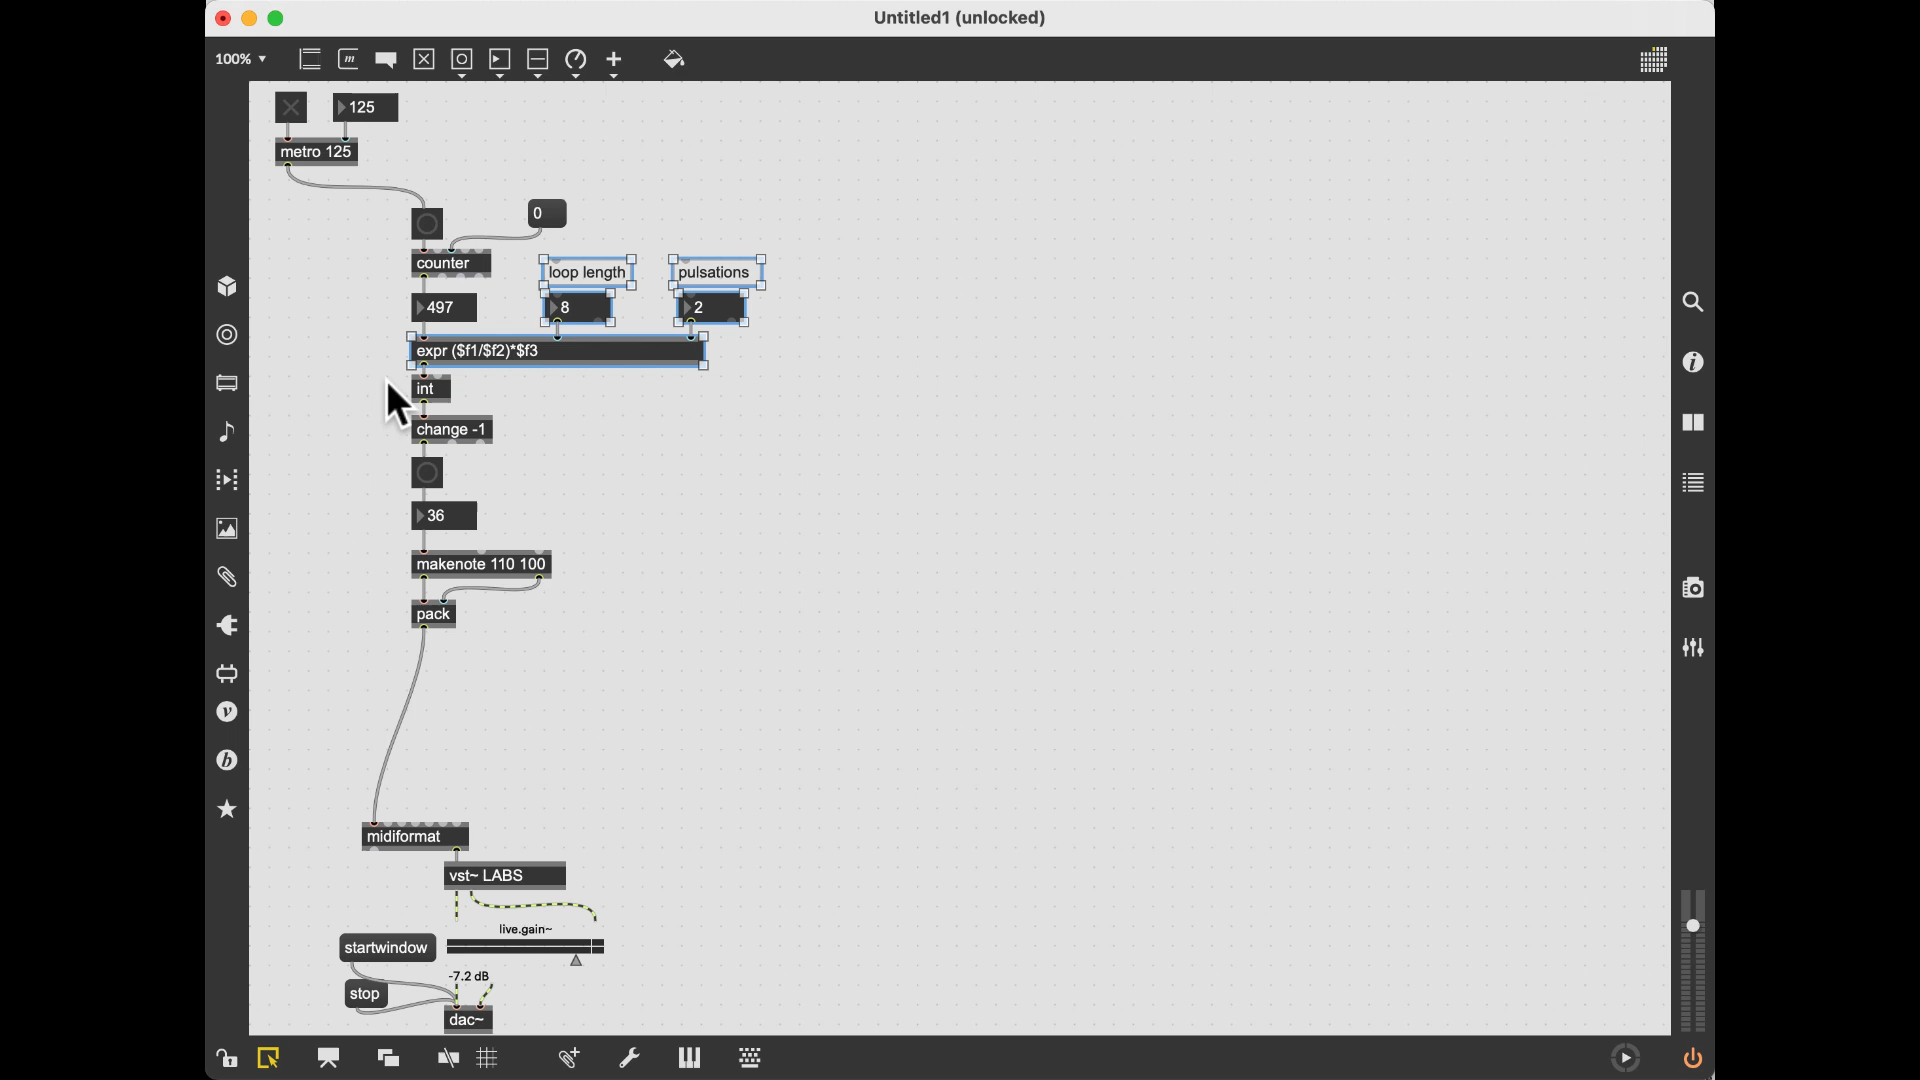 Untitled1 (unlocked)
100%
m
125
metro 125
0
counter
loop length
pulsations
497
8
2
expr ($f1/$f2)*$f3
int
change -1
36
makenote 110 100
pack
midiformat
vst~ LABS
live.gain~
startwindow
-7.2 dB
stop
dac~
v
b